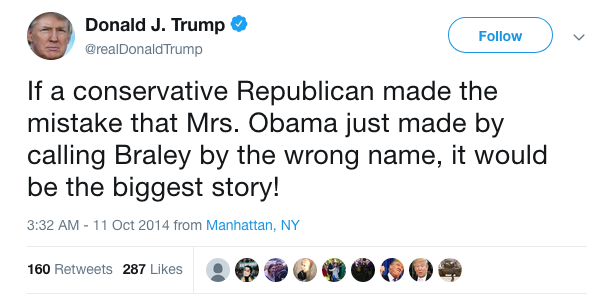 Donald J. Trump
@realDonaldTrump
Follow
If a conservative Republican made the
mistake that Mrs. Obama just made by
calling Braley by the wrong name, it would
be the biggest story!
3:32 AM - 11 Oct 2014 from Manhattan, NY
160 Retweets 287 Likes